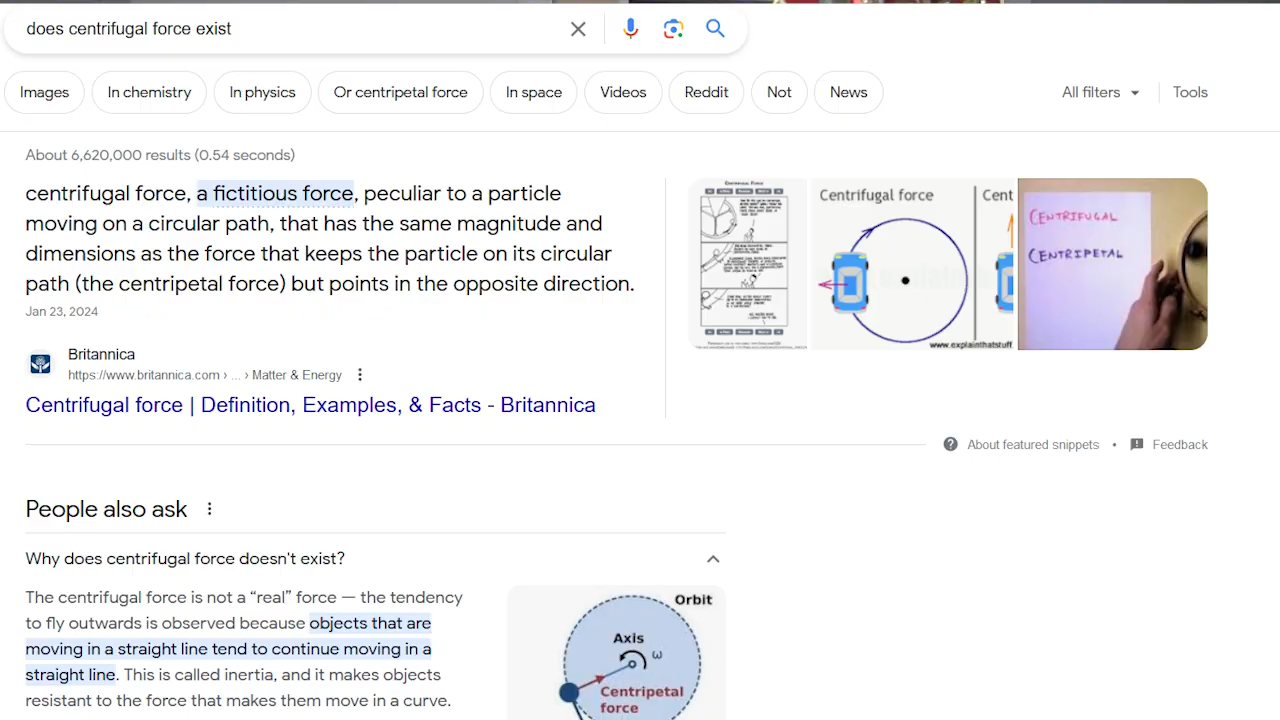 does centrifugal force exist
Images
In chemistry
In physics
Or centripetal force
In space
Videos
Reddit
Not
News
All filters
Tools
About 6,620,000 results (0.54 seconds)
centrifugal force, a fictitious force, peculiar to a particle
moving on a circular path, that has the same magnitude and
dimensions as the force that keeps the particle on its circular
path (the centripetal force) but points in the opposite direction.
Jan 23, 2024
Britannica
https://www.britannica.com › ... › Matter & Energy
Centrifugal force | Definition, Examples, & Facts - Britannica
CENTRIFUGAL FORCE
Centrifugal force
Cent
www.explainthatstuff
CENTRIFUGAL
CENTRIPETAL
About featured snippets
•
Feedback
People also ask
Why does centrifugal force doesn't exist?
The centrifugal force is not a “real” force — the tendency
to fly outwards is observed because objects that are
moving in a straight line tend to continue moving in a
straight line. This is called inertia, and it makes objects
resistant to the force that makes them move in a curve.
Orbit
Axis
ω
Centripetal
force